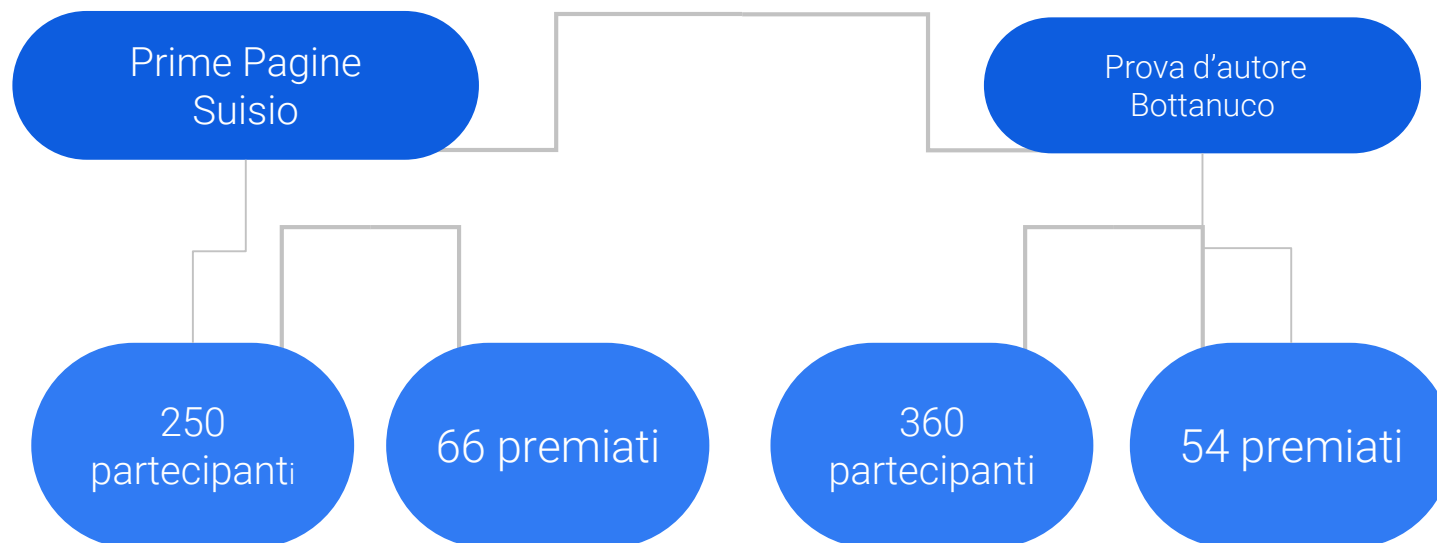 Prime Pagine
Suisio
Prova d’autore
Bottanuco
250
partecipanti
66 premiati
360
partecipanti
54 premiati